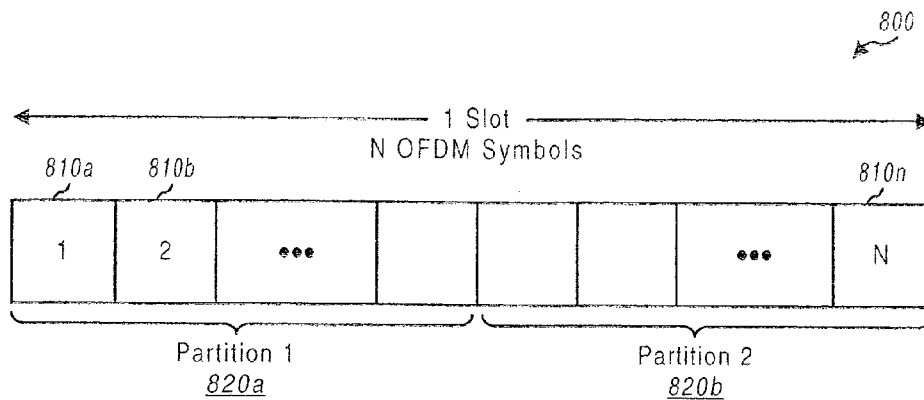 800
1 Slot
N OFDM Symbols
810a 810b 810n
1 2 ••• ••• N
Partition 1 Partition 2
820a 820b